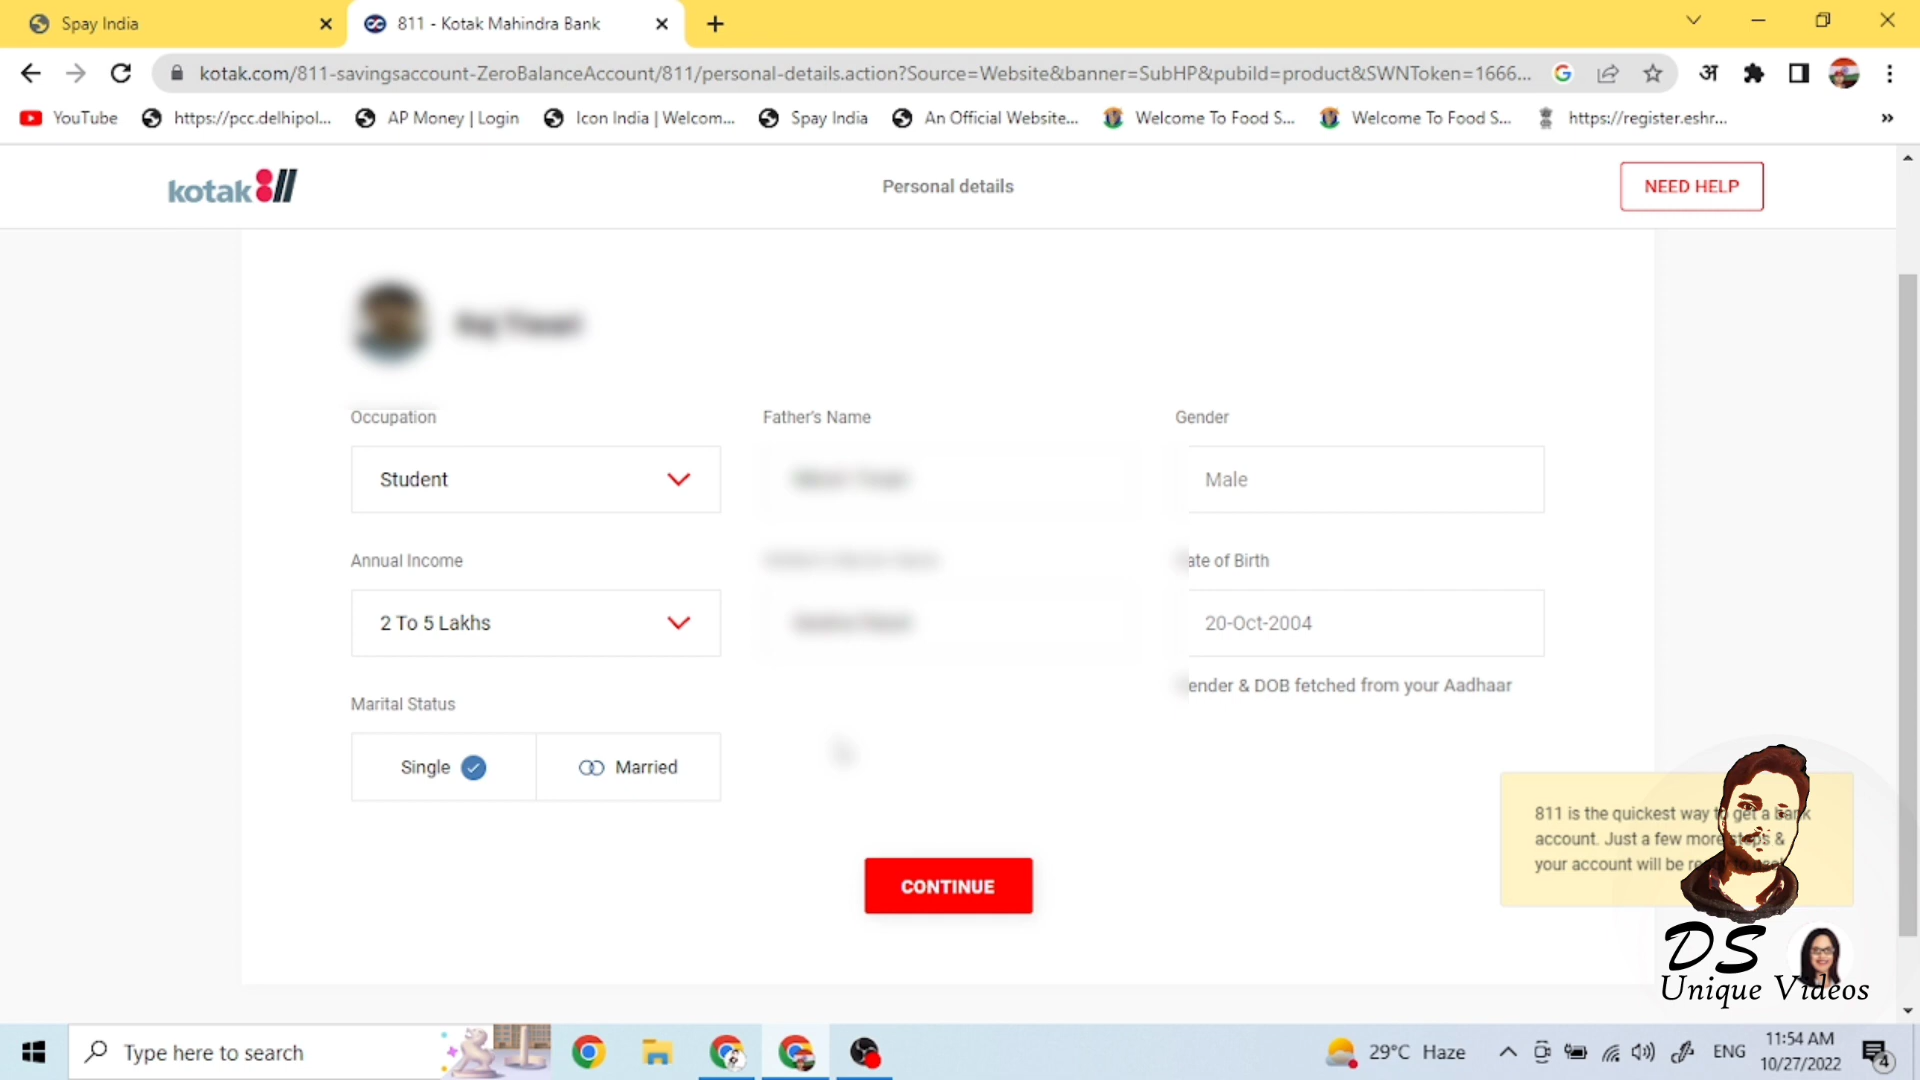 Spay India
811 - Kotak Mahindra Bank
kotak.com/811-savingsaccount-ZeroBalanceAccount/811/personal-details.action?Source=Website&banner=SubHP&pubId=product&SWNToken=1666...
अ
YouTube
https://pcc.delhipol...
AP Money | Login
Icon India | Welcom...
Spay India
An Official Website...
Welcome To Food S...
Welcome To Food S...
https://register.eshr...
»
kotak 811
Personal details
NEED HELP
Occupation
Father's Name
Gender
Student
Male
Annual Income
ate of Birth
2 To 5 Lakhs
20-Oct-2004
ender & DOB fetched from your Aadhaar
Marital Status
Single
Married
811 is the quickest way to get a bank
account. Just a few more steps &
your account will be
CONTINUE
DS
Unique Videos
Type here to search
29°C Haze
ENG
11:54 AM
10/27/2022
4